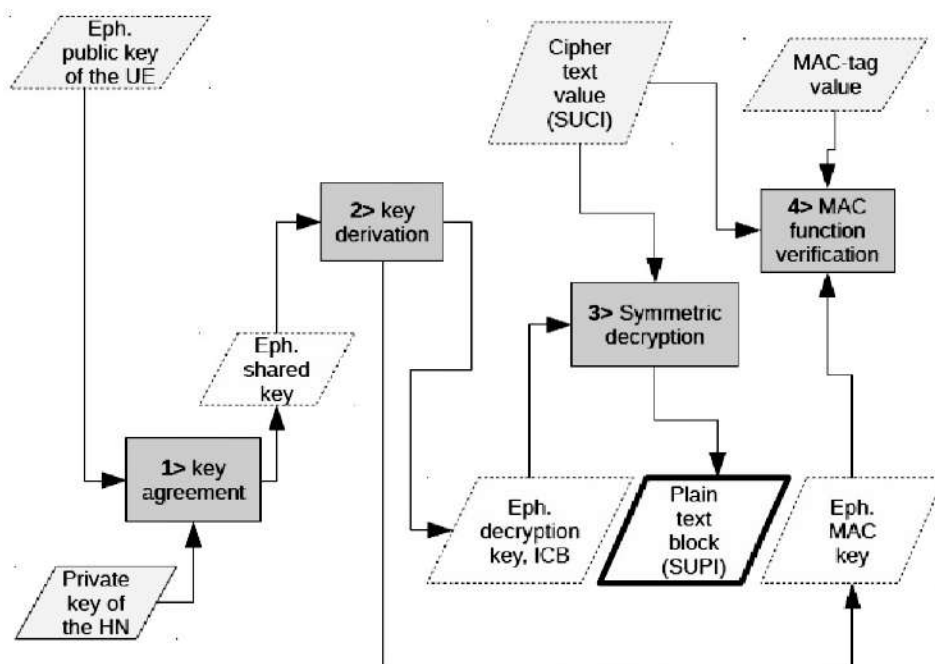 Eph.
public key
of the UE
Cipher
text
value
(SUCI)
MAC-tag
value
2> key
derivation
4> MAC
function
verification
3> Symmetric
decryption
Eph.
shared
key
1> key
agreement
Eph.
decryption
key, ICB
Plain
text
block
(SUPI)
Eph.
MAC
key
Private
key of
the HN